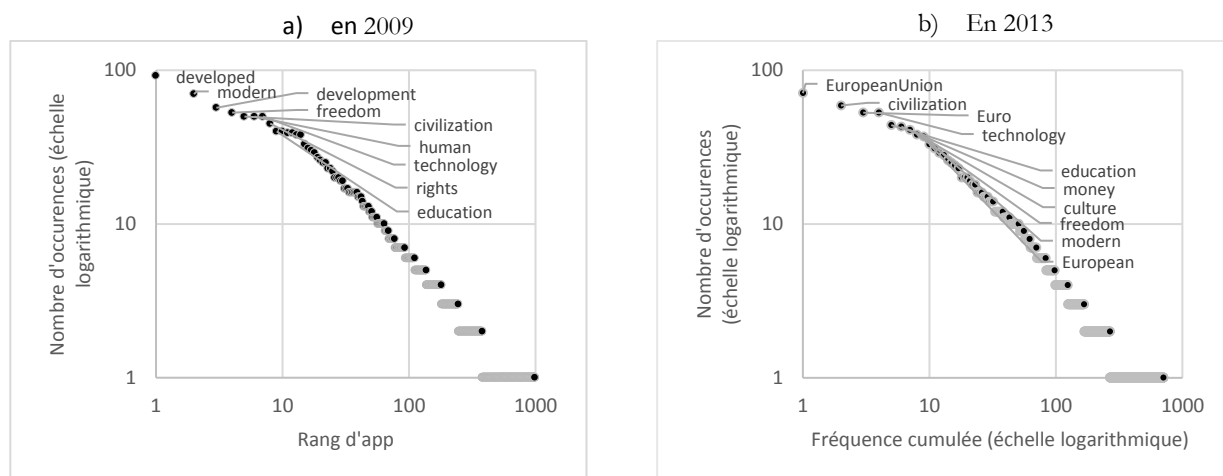 a) en 2009
100
10
1
1
10
100
1000
Nombre d'occurences (échelle
logarithmique)
Rang d'app
developed
modern
development
freedom
civilization
human
technology
rights
education
b) En 2013
100
10
1
1
10
100
1000
Nombre d'occurences
(échelle logarithmique)
Fréquence cumulée (échelle logarithmique)
EuropeanUnion
civilization
Euro
technology
education
money
culture
freedom
modern
European